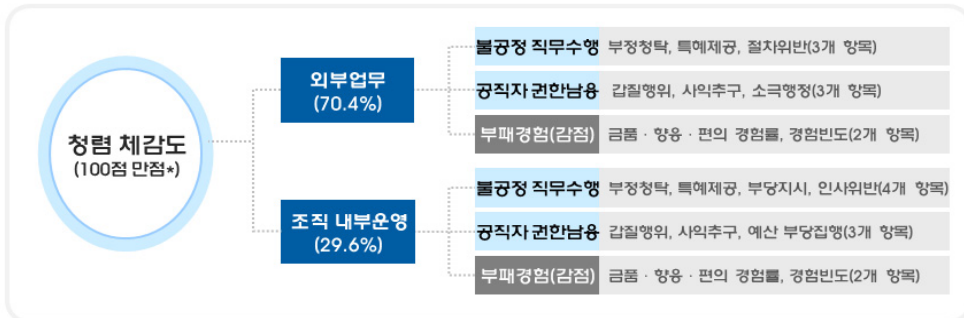 청렴 체감도
(100점 만점*)
외부업무
(70.4%)
불공정 직무수행 부정청탁, 특혜제공, 절차위반(3개 항목)
공직자 권한남용 갑질행위, 사익추구, 소극행정(3개 항목)
부패경험(감점) 금품 · 향응 · 편의 경험률, 경험빈도(2개 항목)
조직 내부운영
(29.6%)
불공정 직무수행 부정청탁, 특혜제공, 부당지시, 인사위반(4개 항목)
공직자 권한남용 갑질행위, 사익추구, 예산 부당집행(3개 항목)
부패경험(감점) 금품 · 향응 · 편의 경험률, 경험빈도(2개 항목)